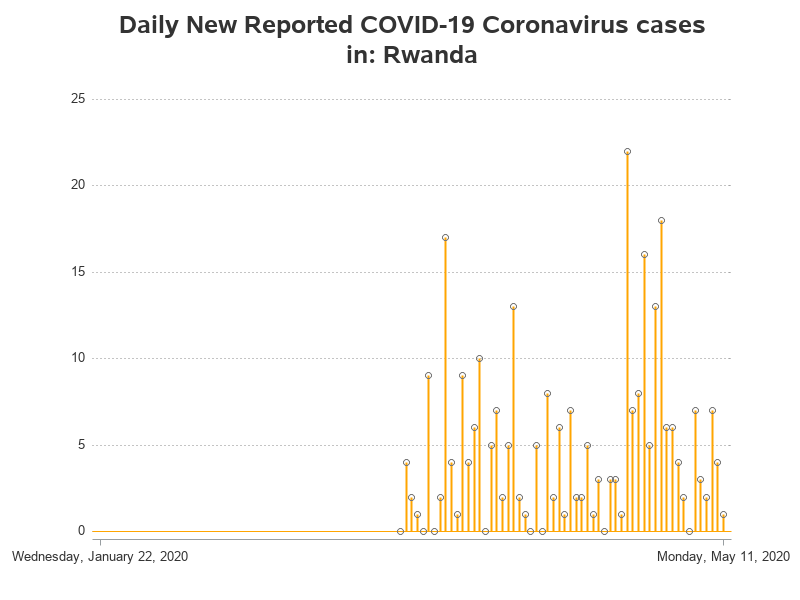 Daily New Reported COVID-19 Coronavirus cases
in: Rwanda
25
20
15
10
5
0
Wednesday, January 22, 2020
Monday, May 11, 2020